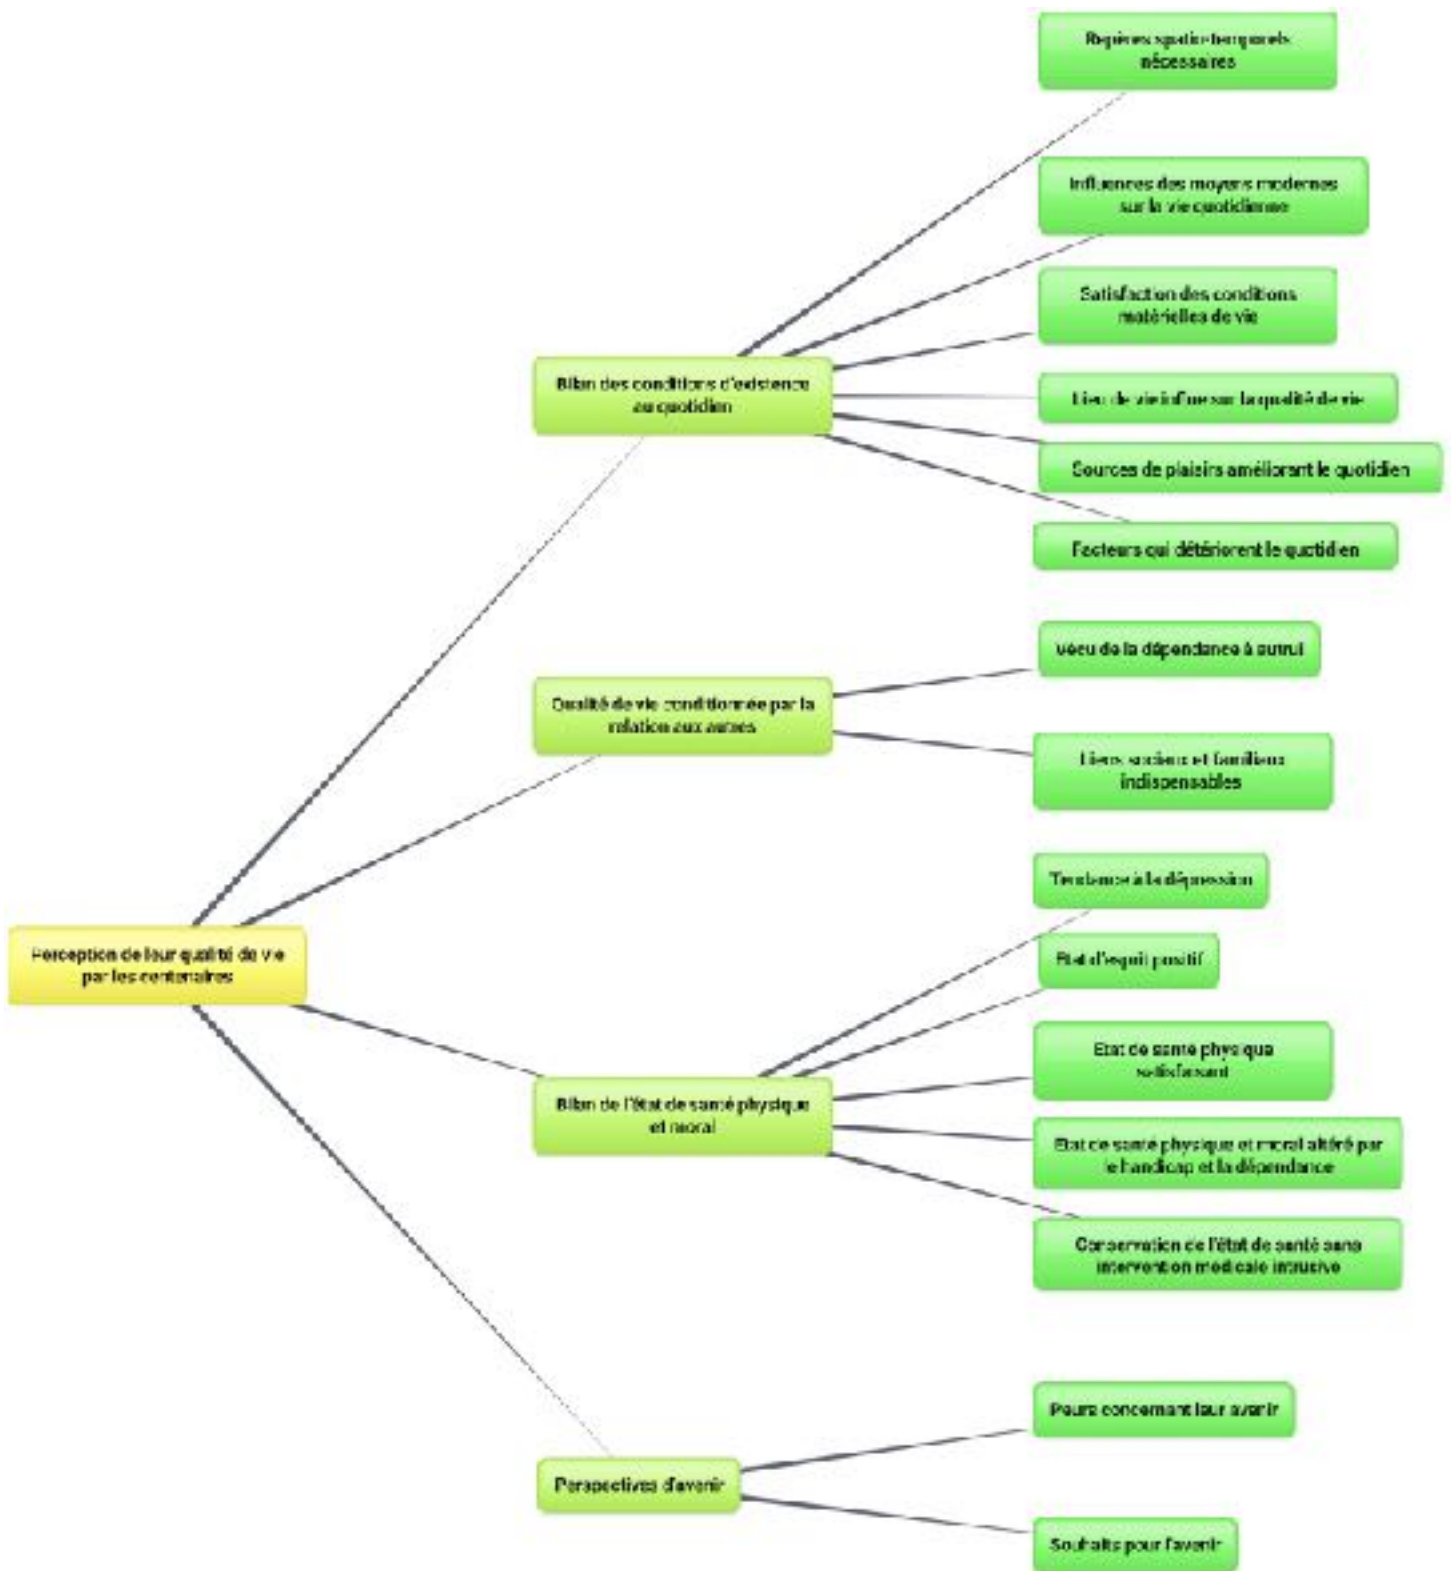 Repères spatio-temporels
nécessaires
Influences des moyens modernes
sur la vie quotidienne
Satisfaction des conditions
matérielles de vie
Bilan des conditions d'existence
au quotidien
Lieu de vie influe sur la qualité de vie
Sources de plaisirs améliorant le quotidien
Facteurs qui détériorent le quotidien
Vécu de la dépendance à autrui
Qualité de vie conditionnée par la
relation aux autres
Liens sociaux et familiaux
indispensables
Tendance à la dépression
Perception de leur qualité de vie
par les centenaires
Etat d'esprit positif
Etat de santé physique
satisfaisant
Bilan de l'état de santé physique
et moral
Etat de santé physique et moral altéré par
le handicap et la dépendance
Conservation de l'état de santé sans
intervention médicale intrusive
Peurs concernant leur avenir
Perspectives d'avenir
Souhaits pour l'avenir